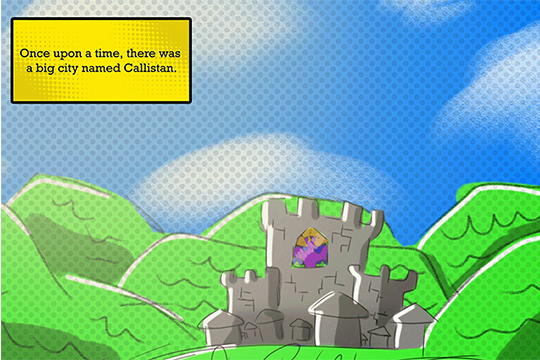 Once upon a time, there was
a big city named Callistan.